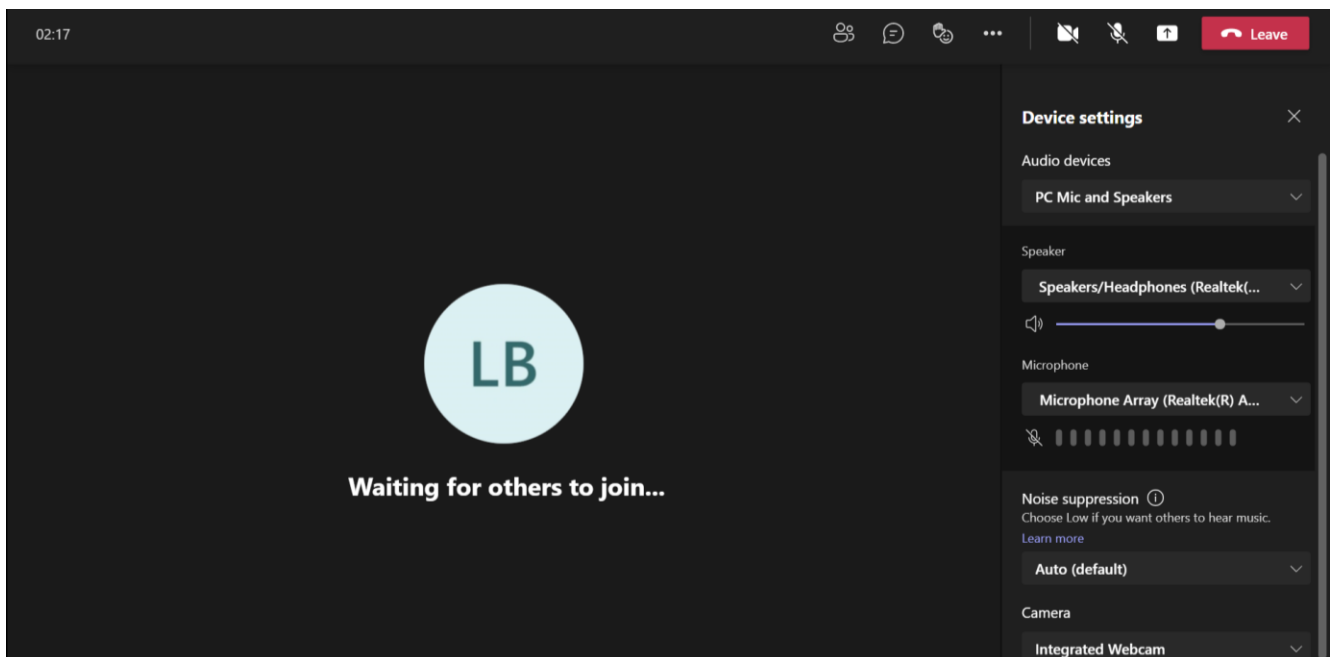 02:17
Leave
Device settings
Audio devices
PC Mic and Speakers
Speaker
Speakers/Headphones (Realtek(...
Microphone
Microphone Array (Realtek(R) A...
Noise suppression
Choose Low if you want others to hear music.
Learn more
Auto (default)
Camera
Integrated Webcam
LB
Waiting for others to join...